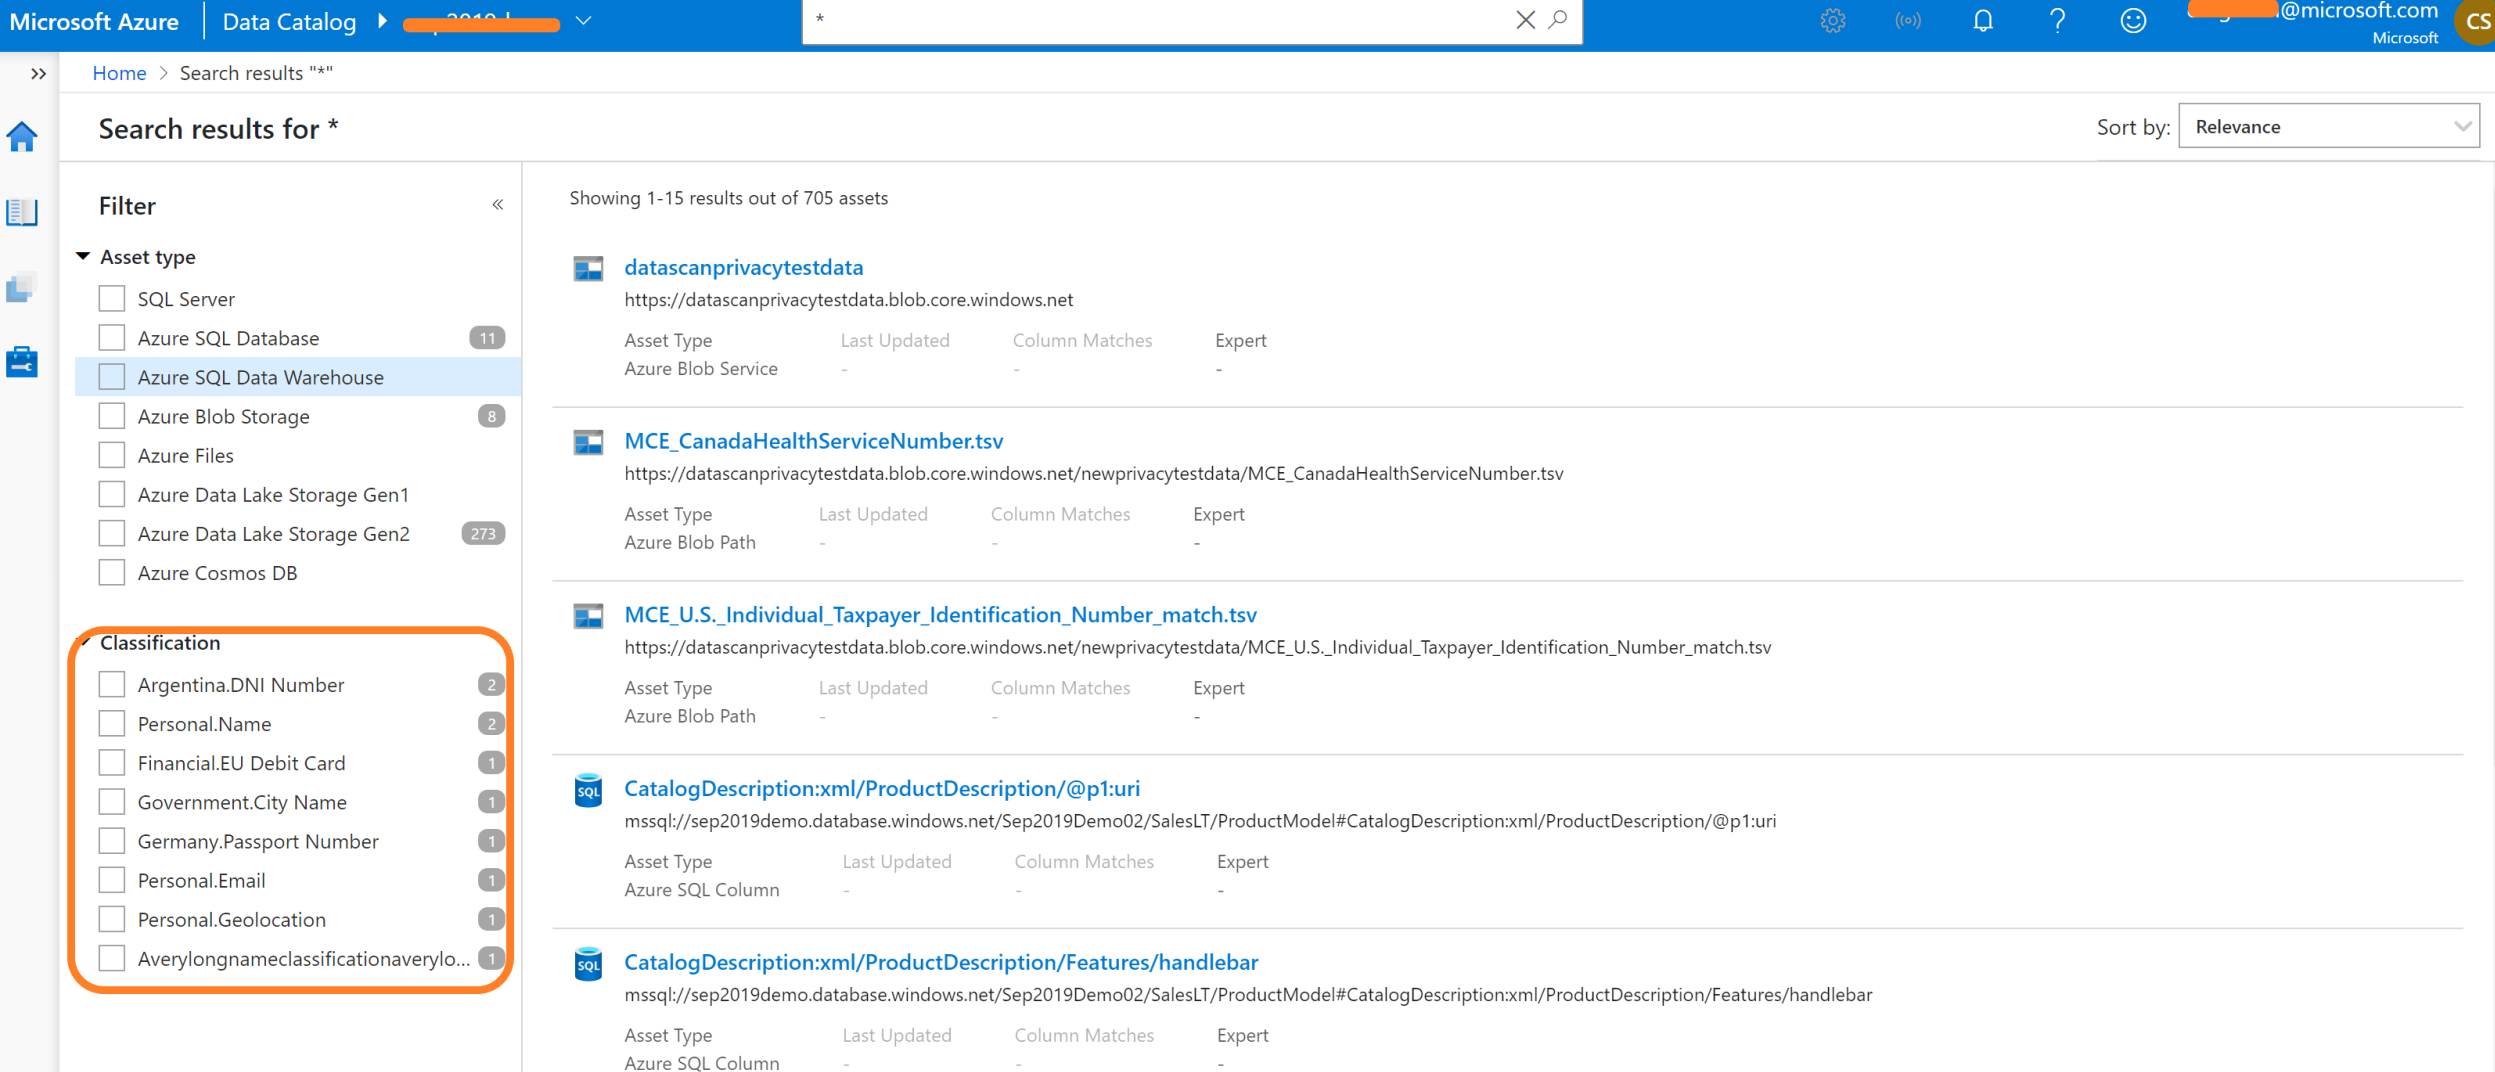 Microsoft Azure
Data Catalog
*
@microsoft.com
Microsoft
CS
Home > Search results "*"
Search results for *
Sort by: Relevance
Filter
Asset type
SQL Server
Azure SQL Database 11
Azure SQL Data Warehouse
Azure Blob Storage 8
Azure Files
Azure Data Lake Storage Gen1
Azure Data Lake Storage Gen2 273
Azure Cosmos DB
Classification
Argentina.DNI Number 2
Personal.Name 2
Financial.EU Debit Card 1
Government.City Name 1
Germany.Passport Number 1
Personal.Email 1
Personal.Geolocation 1
Averylongnameclassificationaverylo... 1
Showing 1-15 results out of 705 assets
datascanprivacytestdata
https://datascanprivacytestdata.blob.core.windows.net
Asset Type Last Updated Column Matches Expert
Azure Blob Service - - -
MCE_CanadaHealthServiceNumber.tsv
https://datascanprivacytestdata.blob.core.windows.net/newprivacytestdata/MCE_CanadaHealthServiceNumber.tsv
Asset Type Last Updated Column Matches Expert
Azure Blob Path - - -
MCE_U.S._Individual_Taxpayer_Identification_Number_match.tsv
https://datascanprivacytestdata.blob.core.windows.net/newprivacytestdata/MCE_U.S._Individual_Taxpayer_Identification_Number_match.tsv
Asset Type Last Updated Column Matches Expert
Azure Blob Path - - -
SQL
CatalogDescription:xml/ProductDescription/@p1:uri
mssql://sep2019demo.database.windows.net/Sep2019Demo02/SalesLT/ProductModel#CatalogDescription:xml/ProductDescription/@p1:uri
Asset Type Last Updated Column Matches Expert
Azure SQL Column - - -
SQL
CatalogDescription:xml/ProductDescription/Features/handlebar
mssql://sep2019demo.database.windows.net/Sep2019Demo02/SalesLT/ProductModel#CatalogDescription:xml/ProductDescription/Features/handlebar
Asset Type Last Updated Column Matches Expert
Azure SQL Column - - -